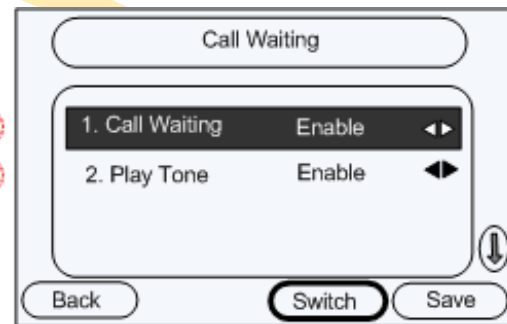 Call Waiting
1. Call Waiting Enable
2. Play Tone Enable
Back Switch Save